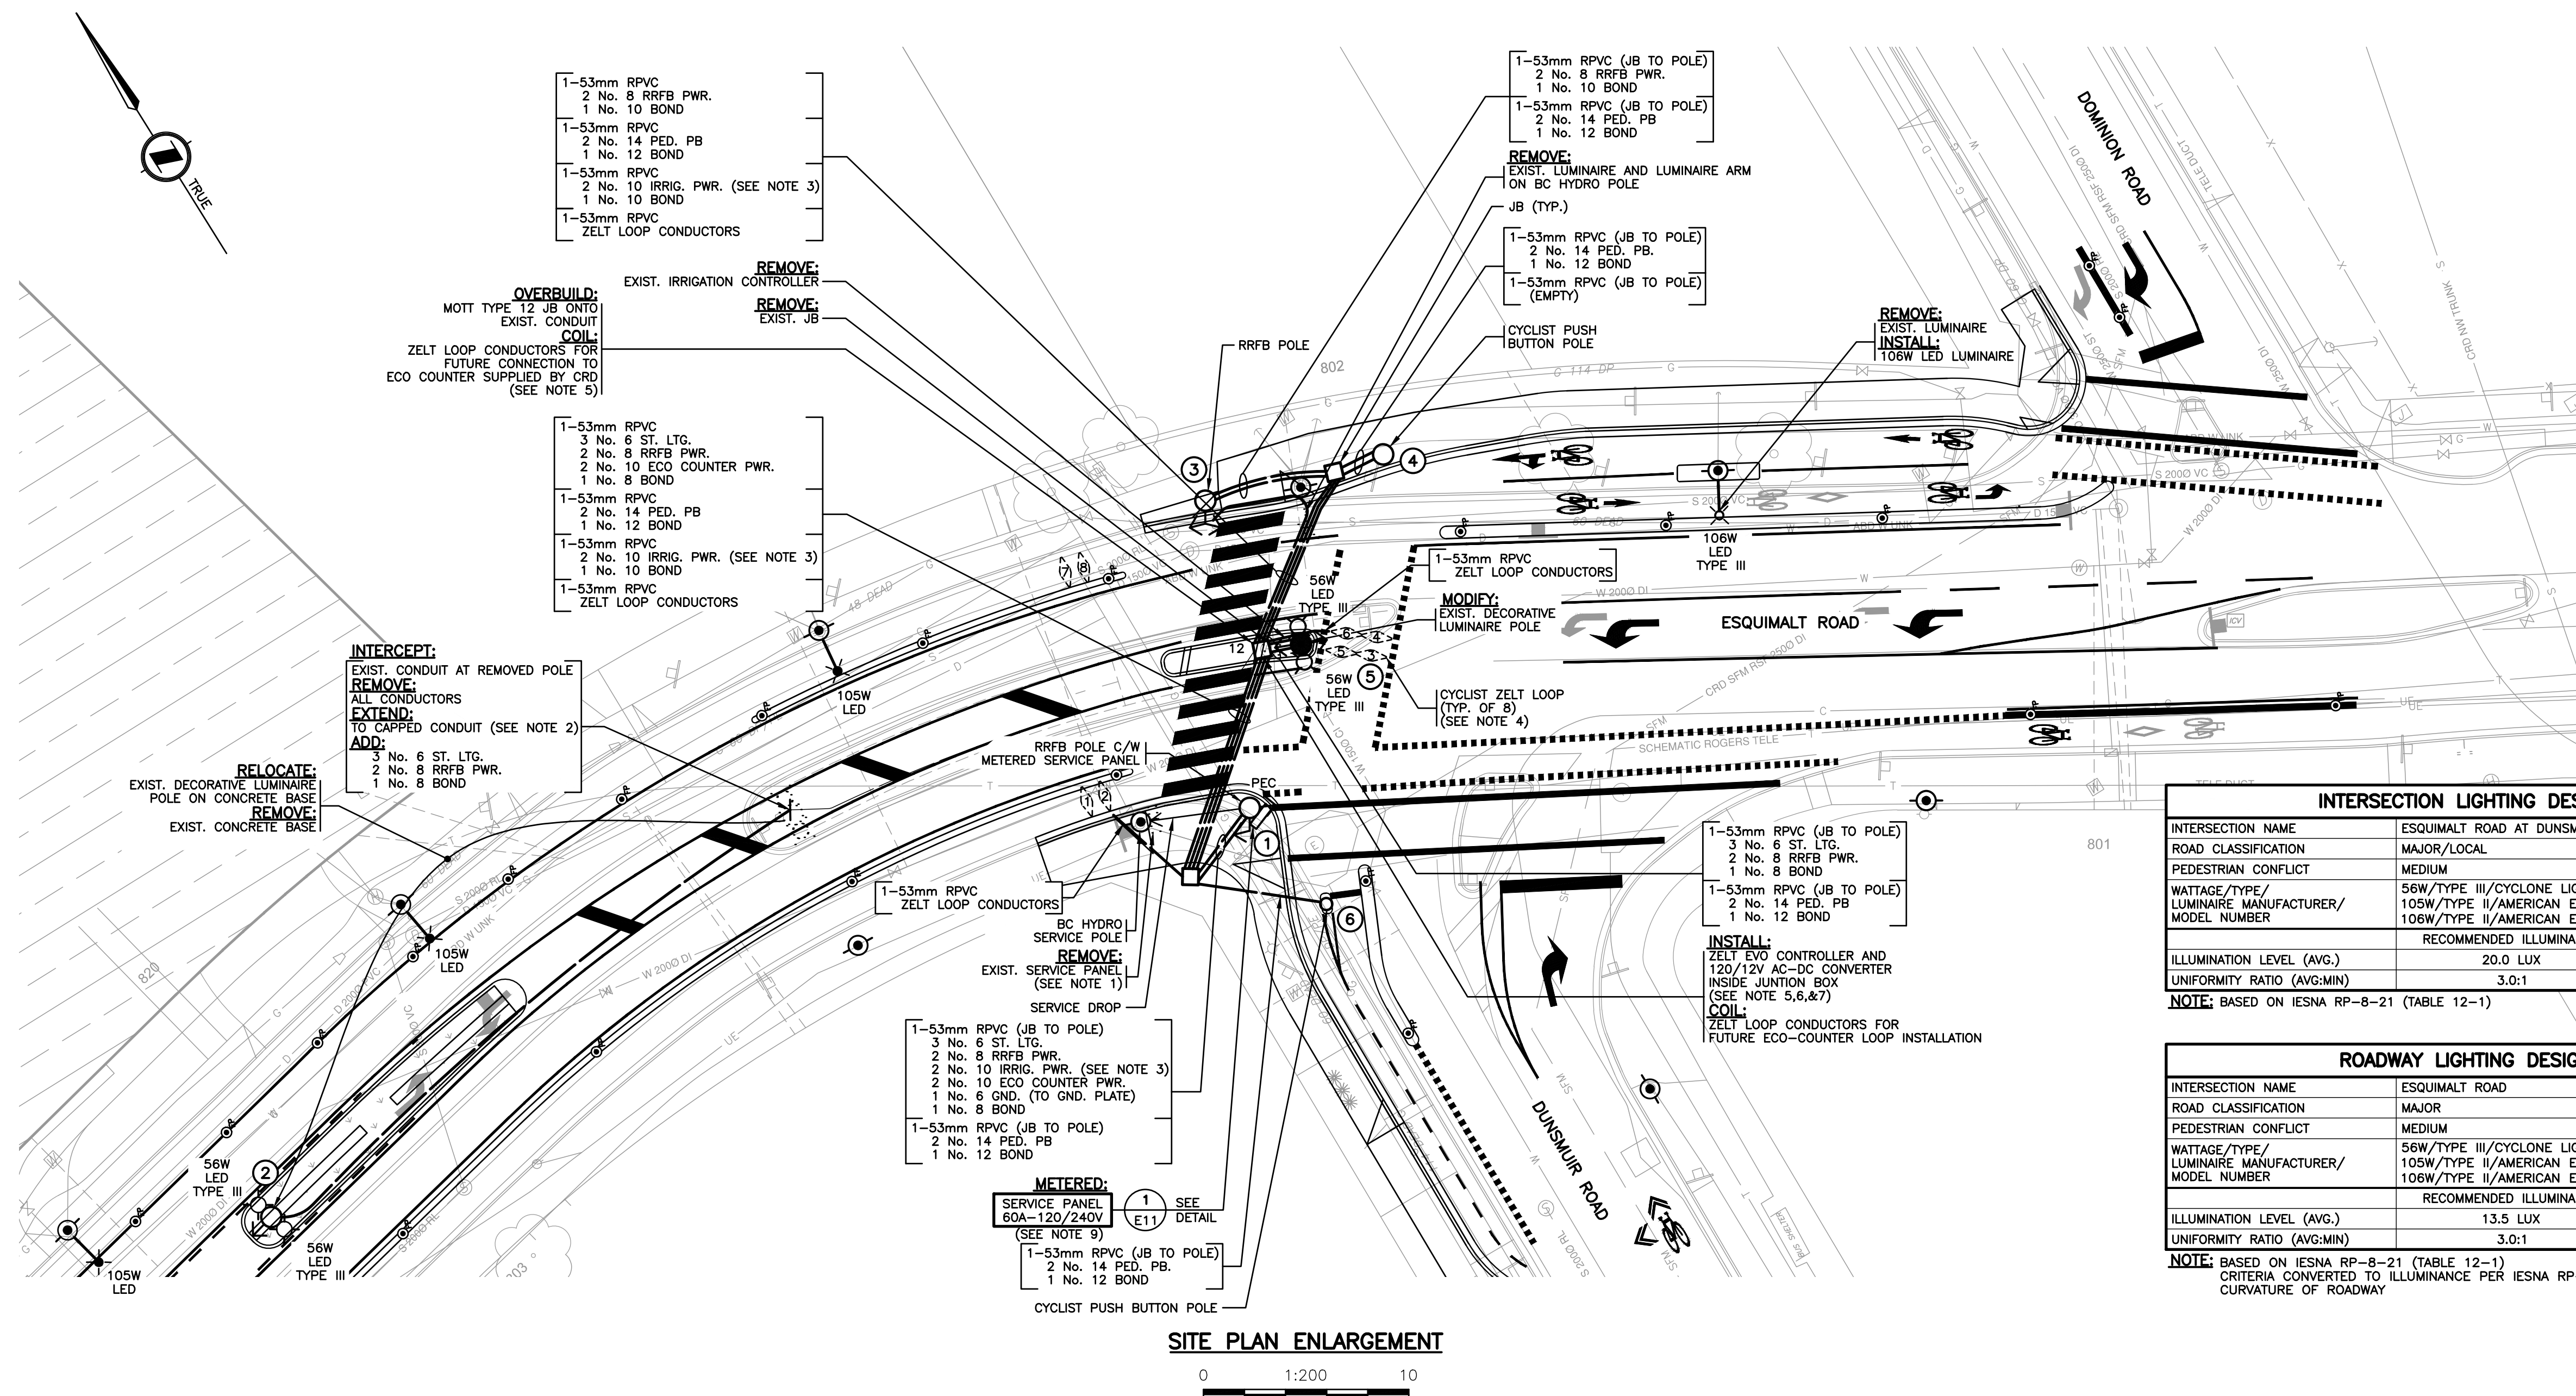 TRUE
1-53mm RPVC
2 No. 8 RRFB PWR.
1 No. 10 BOND
1-53mm RPVC
2 No. 14 PED. PB
1 No. 12 BOND
1-53mm RPVC
2 No. 10 IRRIG. PWR. (SEE NOTE 3)
1 No. 10 BOND
1-53mm RPVC
ZELT LOOP CONDUCTORS
REMOVE:
EXIST. IRRIGATION CONTROLLER
REMOVE:
EXIST. JB
OVERBUILD:
MOTT TYPE 12 JB ONTO
EXIST. CONDUIT
COIL:
ZELT LOOP CONDUCTORS FOR
FUTURE CONNECTION TO
ECO COUNTER SUPPLIED BY CRD
(SEE NOTE 5)
1-53mm RPVC
3 No. 6 ST. LTG.
2 No. 8 RRFB PWR.
2 No. 10 ECO COUNTER PWR.
1 No. 8 BOND
1-53mm RPVC
2 No. 14 PED. PB
1 No. 12 BOND
1-53mm RPVC
2 No. 10 IRRIG. PWR. (SEE NOTE 3)
1 No. 10 BOND
1-53mm RPVC
ZELT LOOP CONDUCTORS
INTERCEPT:
EXIST. CONDUIT AT REMOVED POLE
REMOVE:
ALL CONDUCTORS
EXTEND:
TO CAPPED CONDUIT (SEE NOTE 2)
ADD:
3 No. 6 ST. LTG.
2 No. 8 RRFB PWR.
1 No. 8 BOND
RELOCATE:
EXIST. DECORATIVE LUMINAIRE
POLE ON CONCRETE BASE
REMOVE:
EXIST. CONCRETE BASE
1-53mm RPVC (JB TO POLE)
2 No. 8 RRFB PWR.
1 No. 10 BOND
1-53mm RPVC (JB TO POLE)
2 No. 14 PED. PB
1 No. 12 BOND
REMOVE:
EXIST. LUMINAIRE AND LUMINAIRE ARM
ON BC HYDRO POLE
JB (TYP.)
1-53mm RPVC (JB TO POLE)
2 No. 14 PED. PB.
1 No. 12 BOND
1-53mm RPVC (JB TO POLE)
(EMPTY)
CYCLIST PUSH
BUTTON POLE
RRFB POLE
802
G 114 DP
REMOVE:
EXIST. LUMINAIRE
INSTALL:
106W LED LUMINAIRE
DOMINION ROAD
TELE DUCT
CRD NW TRUNK
3
4
106W
LED
TYPE III
1-53mm RPVC
ZELT LOOP CONDUCTORS
56W
LED
TYPE III
MODIFY:
EXIST. DECORATIVE
LUMINAIRE POLE
12
56W
LED
TYPE III
5
CYCLIST ZELT LOOP
(TYP. OF 8)
(SEE NOTE 4)
ESQUIMALT ROAD
W 200Ø DI
CRD SFM RSF 250Ø DI
SCHEMATIC ROGERS TELE
48 DEAD
105W
LED
RRFB POLE C/W
METERED SERVICE PANEL
PEC
1
6
1-53mm RPVC
ZELT LOOP CONDUCTORS
BC HYDRO
SERVICE POLE
REMOVE:
EXIST. SERVICE PANEL
(SEE NOTE 1)
SERVICE DROP
1-53mm RPVC (JB TO POLE)
3 No. 6 ST. LTG.
2 No. 8 RRFB PWR.
2 No. 10 IRRIG. PWR. (SEE NOTE 3)
2 No. 10 ECO COUNTER PWR.
1 No. 6 GND. (TO GND. PLATE)
1 No. 8 BOND
1-53mm RPVC (JB TO POLE)
2 No. 14 PED. PB
1 No. 12 BOND
METERED:
SERVICE PANEL
60A-120/240V
(SEE NOTE 9)
1
E11
SEE
DETAIL
1-53mm RPVC (JB TO POLE)
2 No. 14 PED. PB.
1 No. 12 BOND
CYCLIST PUSH BUTTON POLE
1-53mm RPVC (JB TO POLE)
3 No. 6 ST. LTG.
2 No. 8 RRFB PWR.
1 No. 8 BOND
1-53mm RPVC (JB TO POLE)
2 No. 14 PED. PB
1 No. 12 BOND
INSTALL:
ZELT EVO CONTROLLER AND
120/12V AC-DC CONVERTER
INSIDE JUNTION BOX
(SEE NOTE 5,6,&7)
COIL:
ZELT LOOP CONDUCTORS FOR
FUTURE ECO-COUNTER LOOP INSTALLATION
DUNSMUIR ROAD
BUS SHELTER
820
105W
LED
W 200Ø DI
56W
LED
TYPE III
2
56W
LED
TYPE III
105W
LED
801
INTERSECTION LIGHTING DES
INTERSECTION NAME ESQUIMALT ROAD AT DUNSM
ROAD CLASSIFICATION MAJOR/LOCAL
PEDESTRIAN CONFLICT MEDIUM
WATTAGE/TYPE/ 56W/TYPE III/CYCLONE LIG
LUMINAIRE MANUFACTURER/ 105W/TYPE II/AMERICAN E
MODEL NUMBER 106W/TYPE II/AMERICAN E
RECOMMENDED ILLUMINA
ILLUMINATION LEVEL (AVG.) 20.0 LUX
UNIFORMITY RATIO (AVG:MIN) 3.0:1
NOTE: BASED ON IESNA RP-8-21 (TABLE 12-1)
ROADWAY LIGHTING DESIG
INTERSECTION NAME ESQUIMALT ROAD
ROAD CLASSIFICATION MAJOR
PEDESTRIAN CONFLICT MEDIUM
WATTAGE/TYPE/ 56W/TYPE III/CYCLONE LIG
LUMINAIRE MANUFACTURER/ 105W/TYPE II/AMERICAN E
MODEL NUMBER 106W/TYPE II/AMERICAN E
RECOMMENDED ILLUMINA
ILLUMINATION LEVEL (AVG.) 13.5 LUX
UNIFORMITY RATIO (AVG:MIN) 3.0:1
NOTE: BASED ON IESNA RP-8-21 (TABLE 12-1)
CRITERIA CONVERTED TO ILLUMINANCE PER IESNA RP
CURVATURE OF ROADWAY
SITE PLAN ENLARGEMENT
0 1:200 10